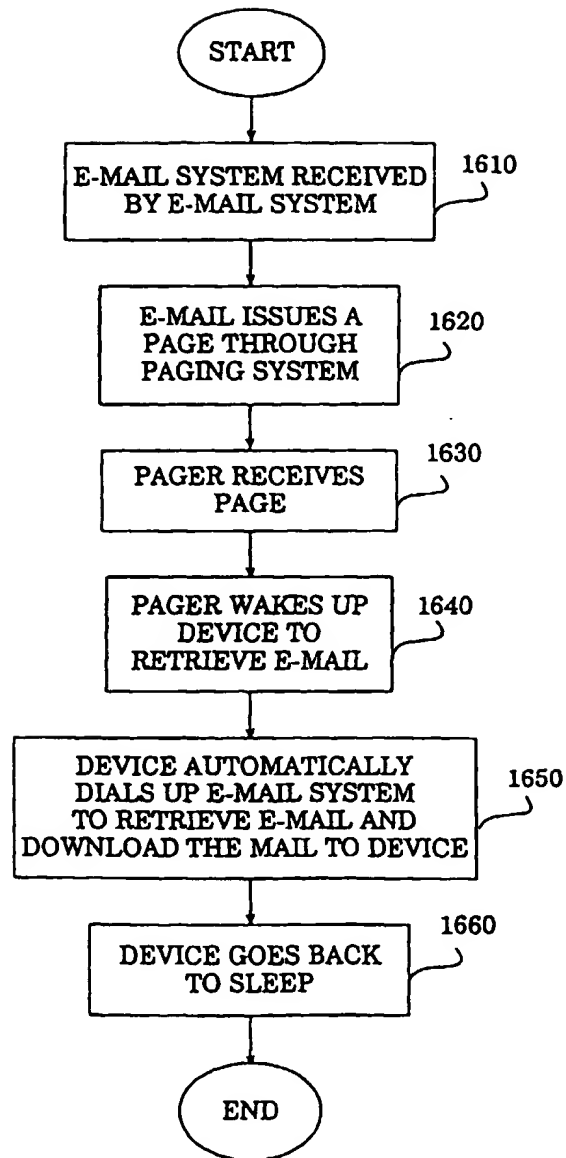 START
E-MAIL SYSTEM RECEIVED
BY E-MAIL SYSTEM
1610
E-MAIL ISSUES A
PAGE THROUGH
PAGING SYSTEM
1620
PAGER RECEIVES
PAGE
1630
PAGER WAKES UP
DEVICE TO
RETRIEVE E-MAIL
1640
DEVICE AUTOMATICALLY
DIALS UP E-MAIL SYSTEM
TO RETRIEVE E-MAIL AND
DOWNLOAD THE MAIL TO DEVICE
1650
DEVICE GOES BACK
TO SLEEP
1660
END